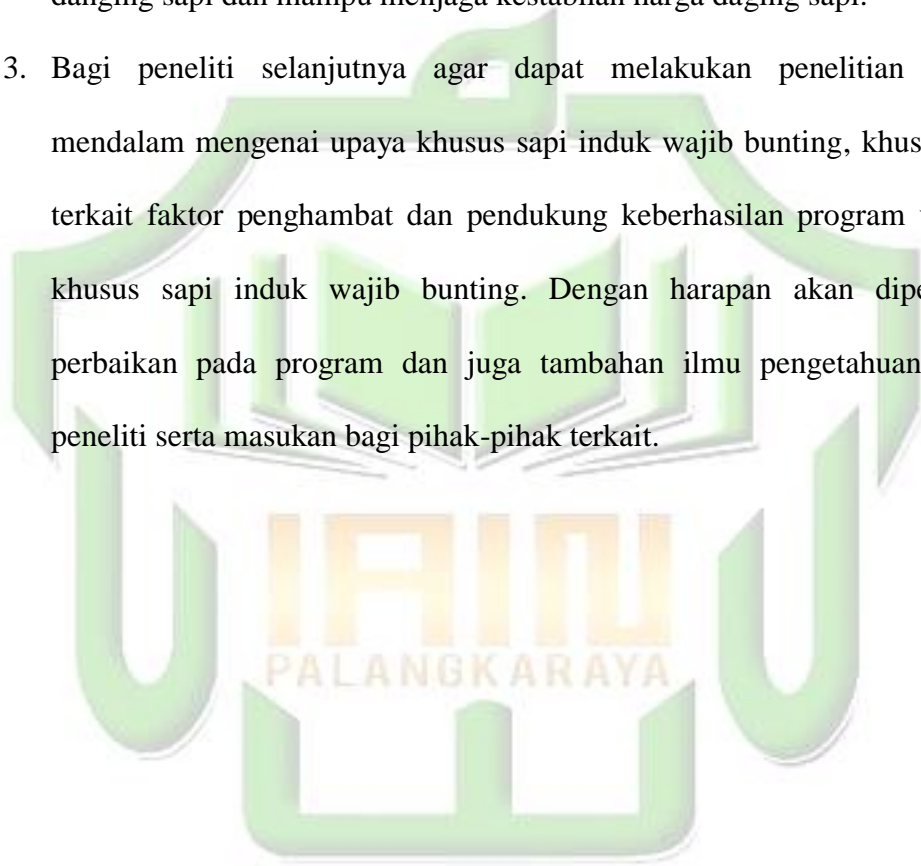 danging sapi dan mampu menjaga kestabilan harga daging sapi.
3. Bagi peneliti selanjutnya agar dapat melakukan penelitian
mendalam mengenai upaya khusus sapi induk wajib bunting, khus
terkait faktor penghambat dan pendukung keberhasilan program
khusus sapi induk wajib bunting. Dengan harapan akan dipe
perbaikan pada program dan juga tambahan ilmu pengetahuan
peneliti serta masukan bagi pihak-pihak terkait.
IAIN
PALANGKARAYA